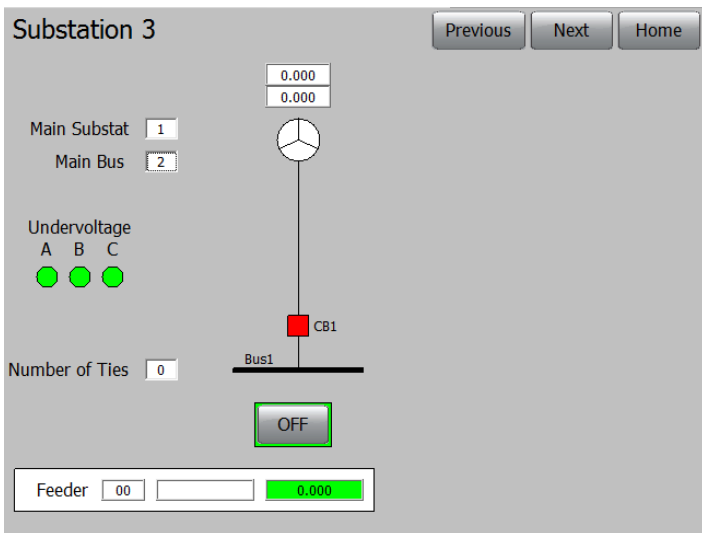 Substation 3
Previous Next Home
0.000
0.000
Main Substat 1
Main Bus 2
Undervoltage
A B C
CB1
Bus1
Number of Ties 0
OFF
Feeder 00 0.000